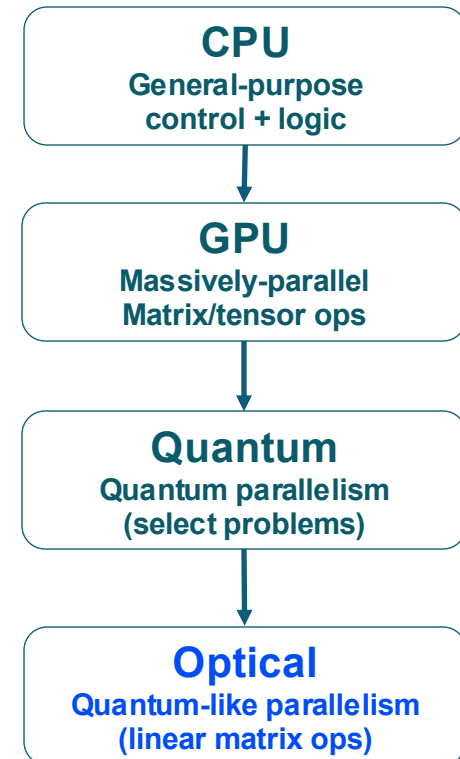 CPU
General-purpose
control + logic
GPU
Massively-parallel
Matrix/tensor ops
Quantum
Quantum parallelism
(select problems)
Optical
Quantum-like parallelism
(linear matrix ops)